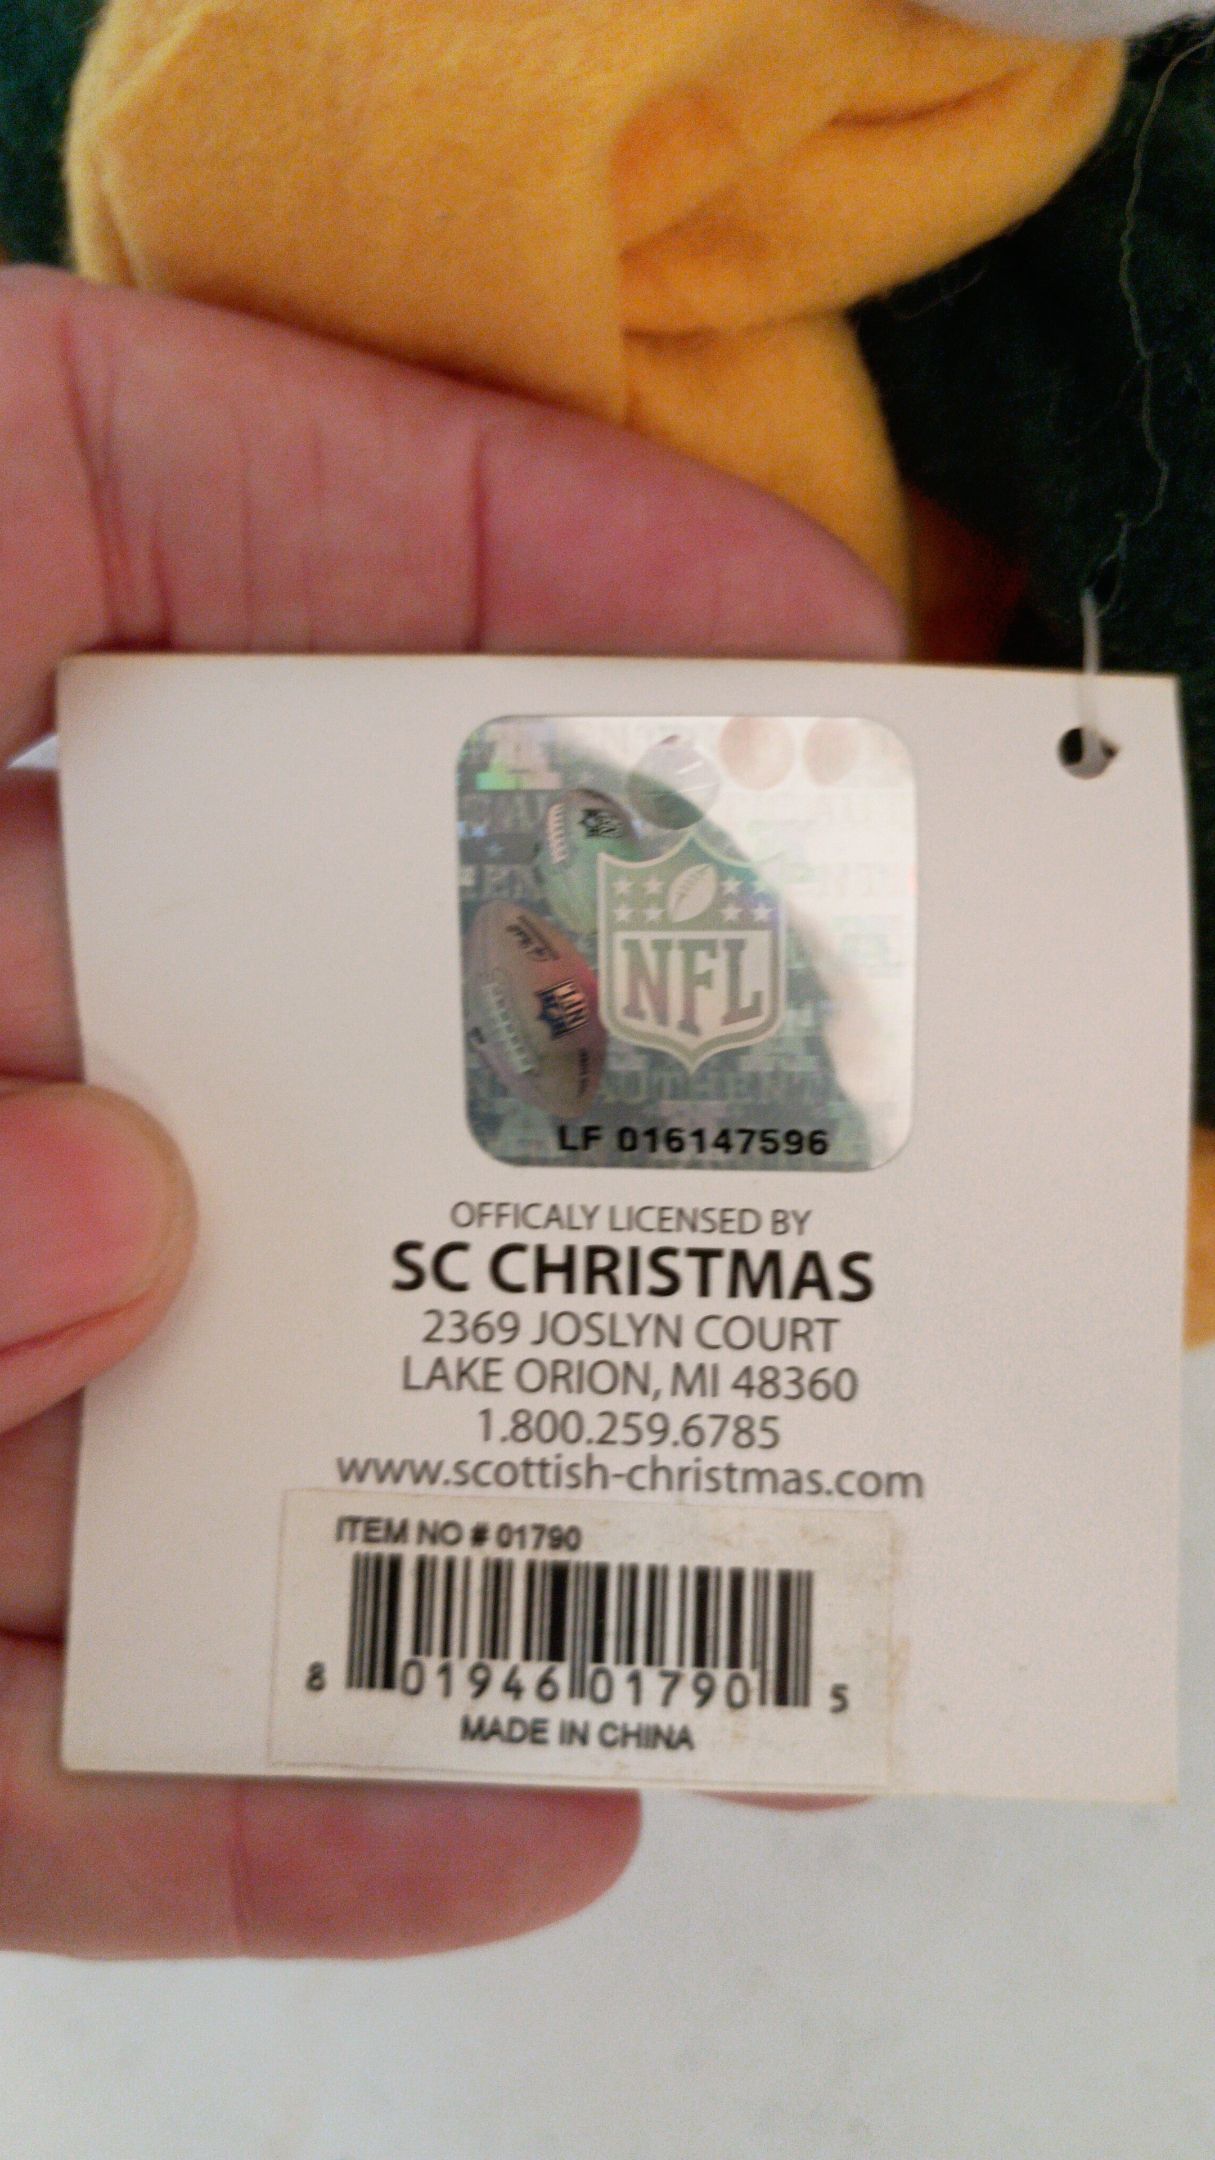 NFL
AUTHENT
LF 016147596
OFFICALY LICENSED BY
SC CHRISTMAS
2369 JOSLYN COURT
LAKE ORION, MI 48360
1.800.259.6785
www.scottish-christmas.com
ITEM NO # 01790
8 01946 01790 5
MADE IN CHINA